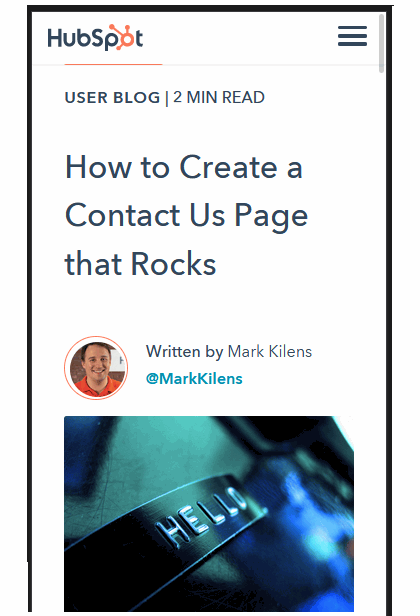 HubSpot
USER BLOG | 2 MIN READ
How to Create a
Contact Us Page
that Rocks
Written by Mark Kilens
@MarkKilens
HELLO